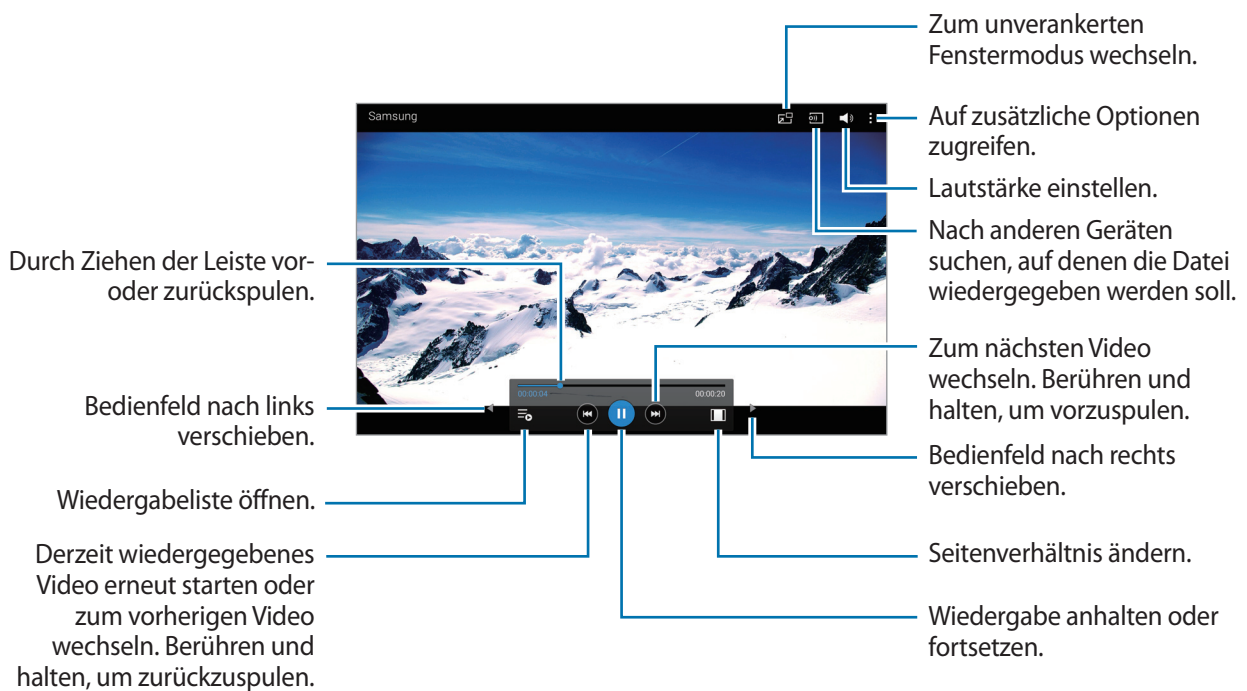 Zum unverankerten
Fenstermodus wechseln.
Samsung
Auf zusätzliche Optionen
zugreifen.
Lautstärke einstellen.
Nach anderen Geräten
suchen, auf denen die Datei
wiedergegeben werden soll.
Durch Ziehen der Leiste vor-
oder zurückspulen.
Zum nächsten Video
wechseln. Berühren und
halten, um vorzuspulen.
00:00:04
00:00:20
Bedienfeld nach links
verschieben.
Bedienfeld nach rechts
verschieben.
Wiedergabeliste öffnen.
Derzeit wiedergegebenes
Video erneut starten oder
zum vorherigen Video
wechseln. Berühren und
halten, um zurückzuspulen.
Seitenverhältnis ändern.
Wiedergabe anhalten oder
fortsetzen.